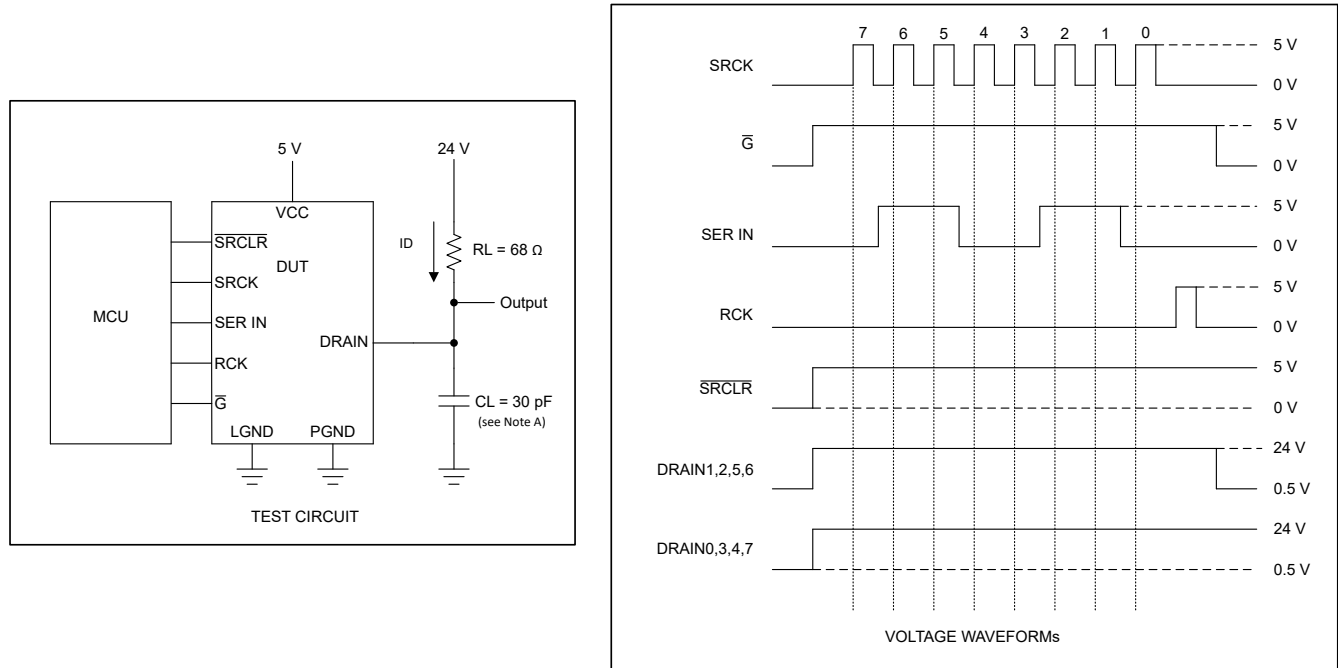 5 V
24 V
VCC
SRCLR
DUT
SRCK
MCU
SER IN
RCK
G
LGND
PGND
DRAIN
ID
RL = 68 Ω
Output
CL = 30 pF
(see Note A)
TEST CIRCUIT
7 6 5 4 3 2 1 0
SRCK
5 V
0 V
G
5 V
0 V
SER IN
5 V
0 V
RCK
5 V
0 V
SRCLR
5 V
0 V
DRAIN1,2,5,6
24 V
0.5 V
DRAIN0,3,4,7
24 V
0.5 V
VOLTAGE WAVEFORMs